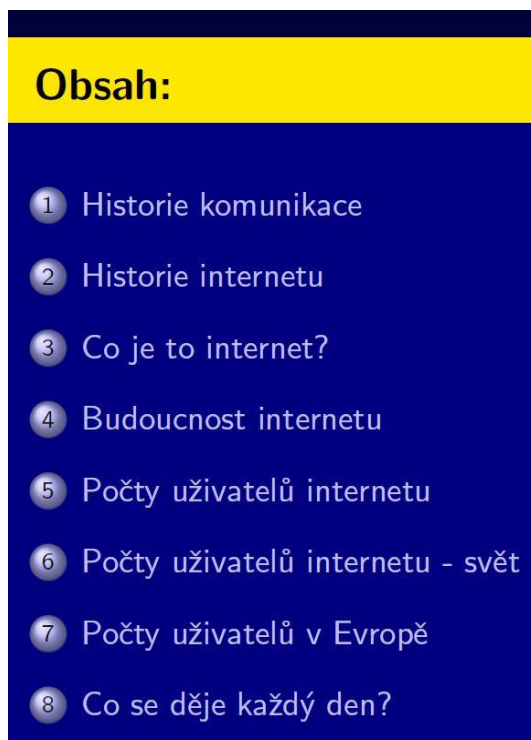 Obsah:
1 Historie komunikace
2 Historie internetu
3 Co je to internet?
4 Budoucnost internetu
5 Počty uživatelů internetu
6 Počty uživatelů internetu - svět
7 Počty uživatelů v Evropě
8 Co se děje každý den?